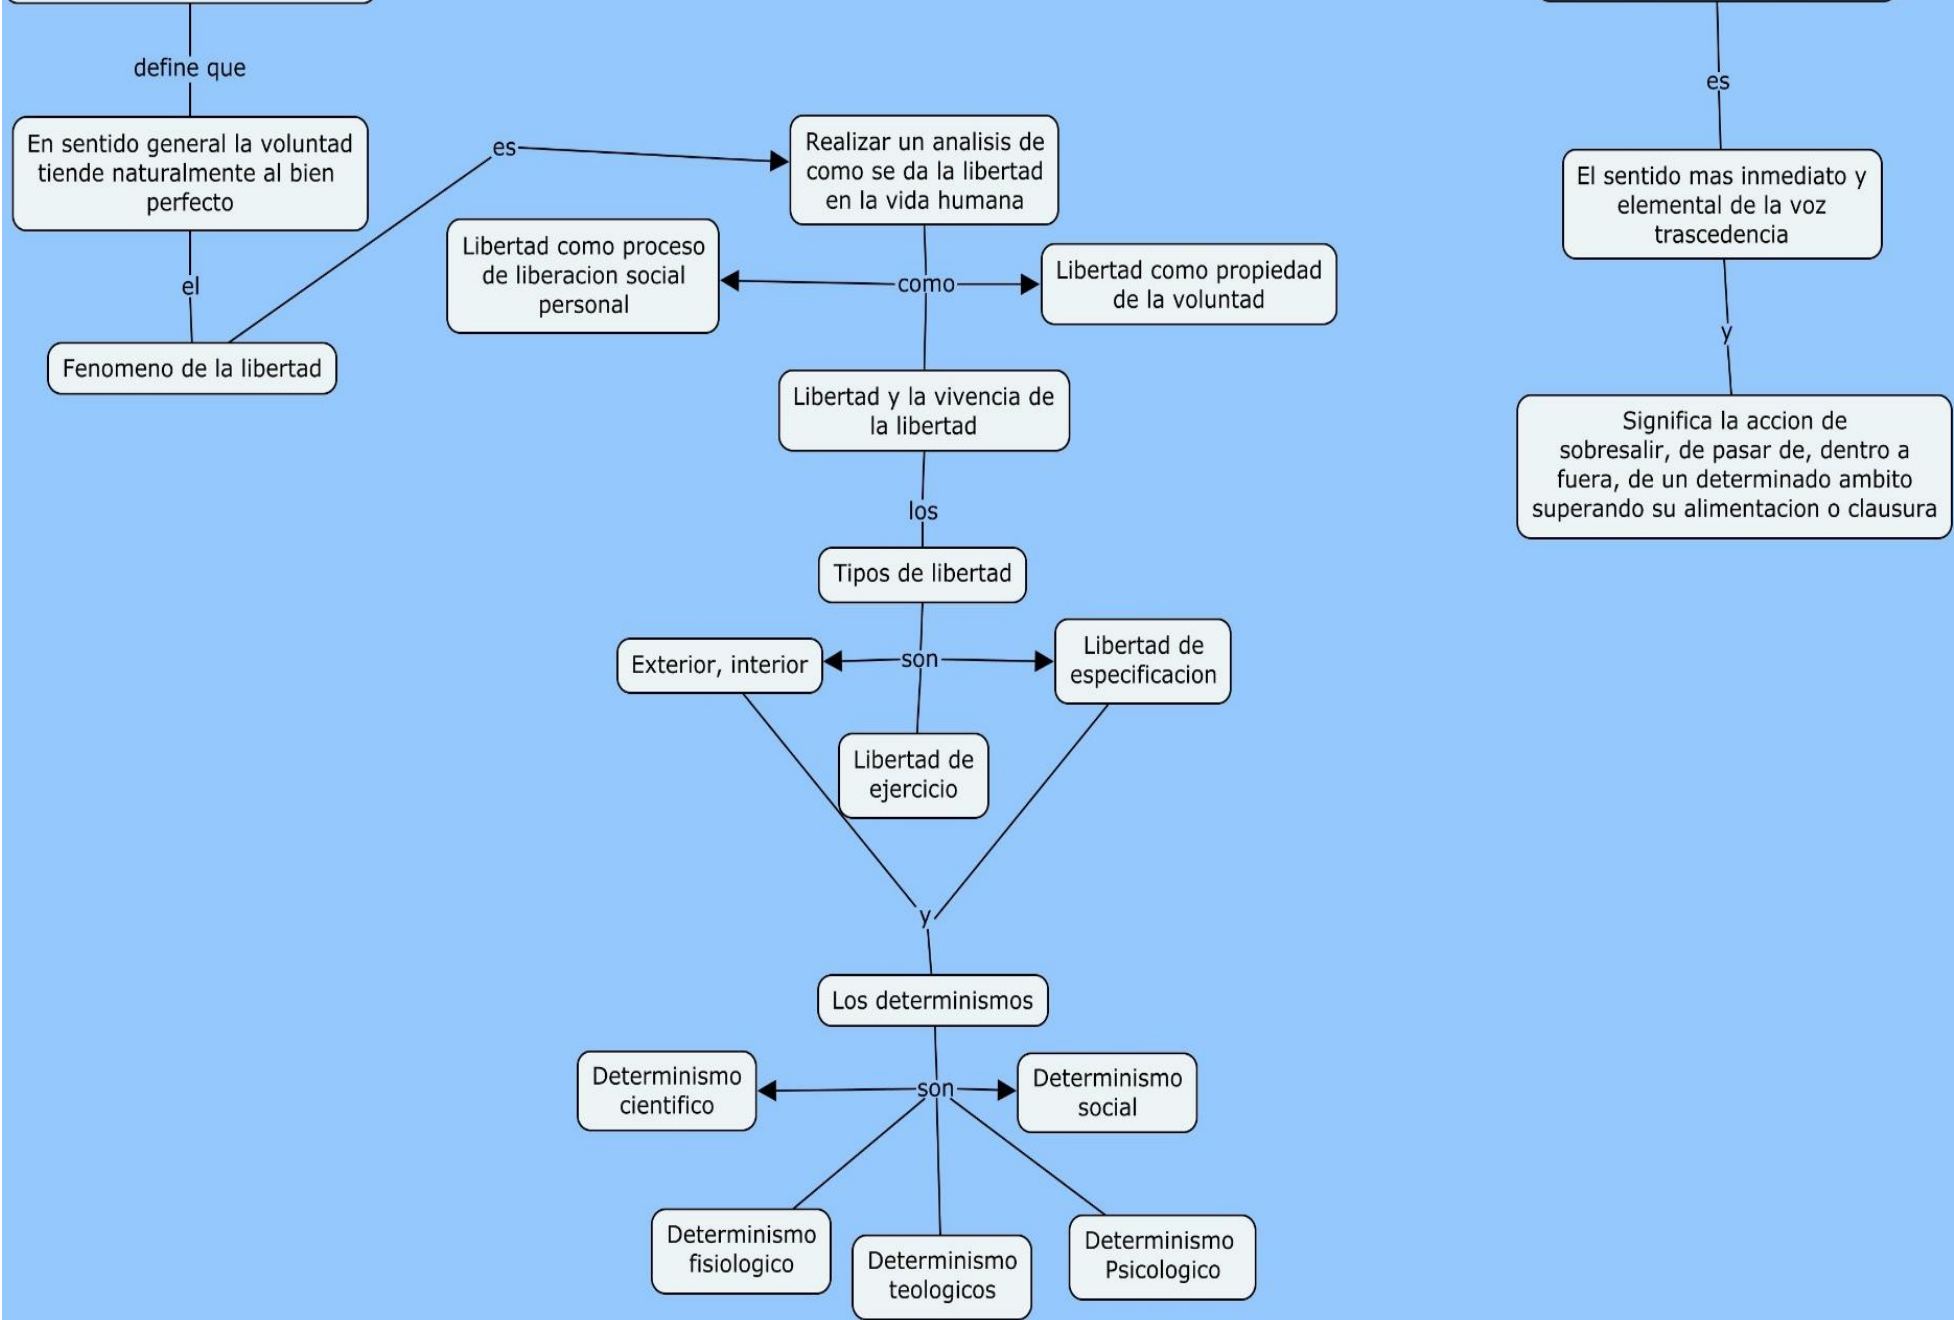 define que
En sentido general la voluntad
tiende naturalmente al bien
perfecto
el
Fenomeno de la libertad
es
Realizar un analisis de
como se da la libertad
en la vida humana
como
Libertad como proceso
de liberacion social
personal
Libertad como propiedad
de la voluntad
Libertad y la vivencia de
la libertad
los
Tipos de libertad
son
Exterior, interior
Libertad de
especificacion
Libertad de
ejercicio
y
Los determinismos
son
Determinismo
cientifico
Determinismo
social
Determinismo
fisiologico
Determinismo
teologicos
Determinismo
Psicologico
es
El sentido mas inmediato y
elemental de la voz
trascedencia
y
Significa la accion de
sobresalir, de pasar de, dentro a
fuera, de un determinado ambito
superando su alimentacion o clausura